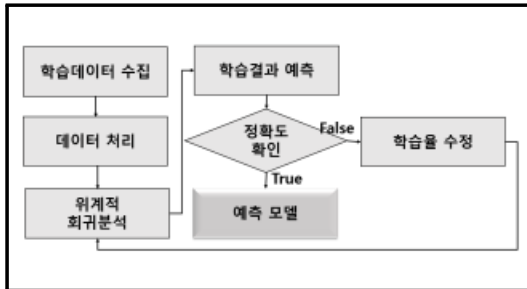 학습데이터 수집
데이터 처리
위계적
회귀분석
학습결과 예측
정확도
확인
False
True
학습율 수정
예측 모델